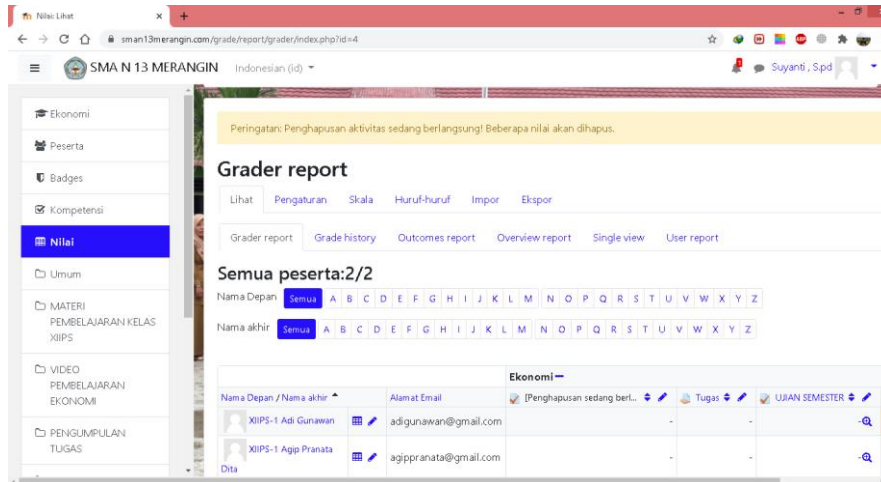 Nilai: Lihat
sman13merangin.com/grade/report/grader/index.php?id=4
SMA N 13 MERANGIN
Indonesian (id)
Suyanti, S.pd
Ekonomi
Peserta
Badges
Kompetensi
Nilai
Umum
MATERI
PEMBELAJARAN KELAS
XIIPS
VIDEO
PEMBELAJARAN
EKONOMI
PENGUMPULAN
TUGAS
Peringatan: Penghapusan aktivitas sedang berlangsung! Beberapa nilai akan dihapus.
Grader report
Lihat Pengaturan Skala Huruf-huruf Impor Ekspor
Grader report Grade history Outcomes report Overview report Single view User report
Semua peserta:2/2
Nama Depan Semua A B C D E F G H I J K L M N O P Q R S T U V W X Y Z
Nama akhir Semua A B C D E F G H I J K L M N O P Q R S T U V W X Y Z
Ekonomi
Nama Depan / Nama akhir Alamat Email [Penghapusan sedang berl... Tugas UJIAN SEMESTER
XIIPS-1 Adi Gunawan adigunawan@gmail.com - - -
XIIPS-1 Agip Pranata
Dita agippranata@gmail.com - - -